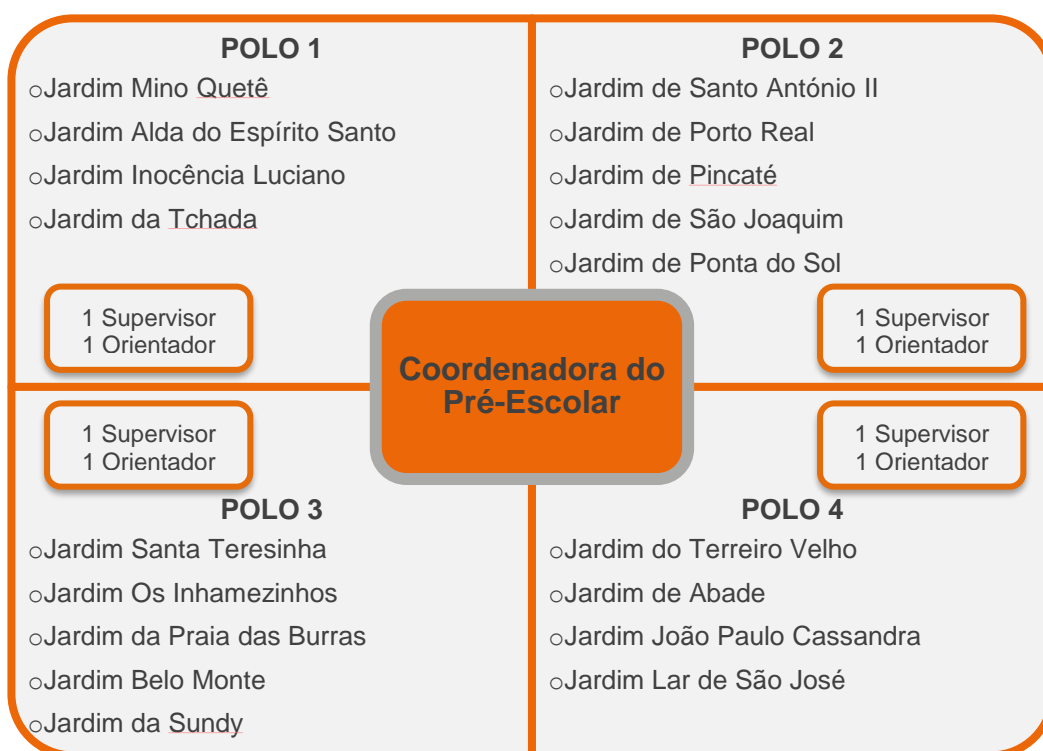 POLO 1
oJardim Mino Quetê
oJardim Alda do Espírito Santo
oJardim Inocência Luciano
oJardim da Tchada
1 Supervisor
1 Orientador
POLO 2
oJardim de Santo António II
oJardim de Porto Real
oJardim de Pincaté
oJardim de São Joaquim
oJardim de Ponta do Sol
1 Supervisor
1 Orientador
Coordenadora do
Pré-Escolar
1 Supervisor
1 Orientador
POLO 3
oJardim Santa Teresinha
oJardim Os Inhamezinhos
oJardim da Praia das Burras
oJardim Belo Monte
oJardim da Sundy
1 Supervisor
1 Orientador
POLO 4
oJardim do Terreiro Velho
oJardim de Abade
oJardim João Paulo Cassandra
oJardim Lar de São José